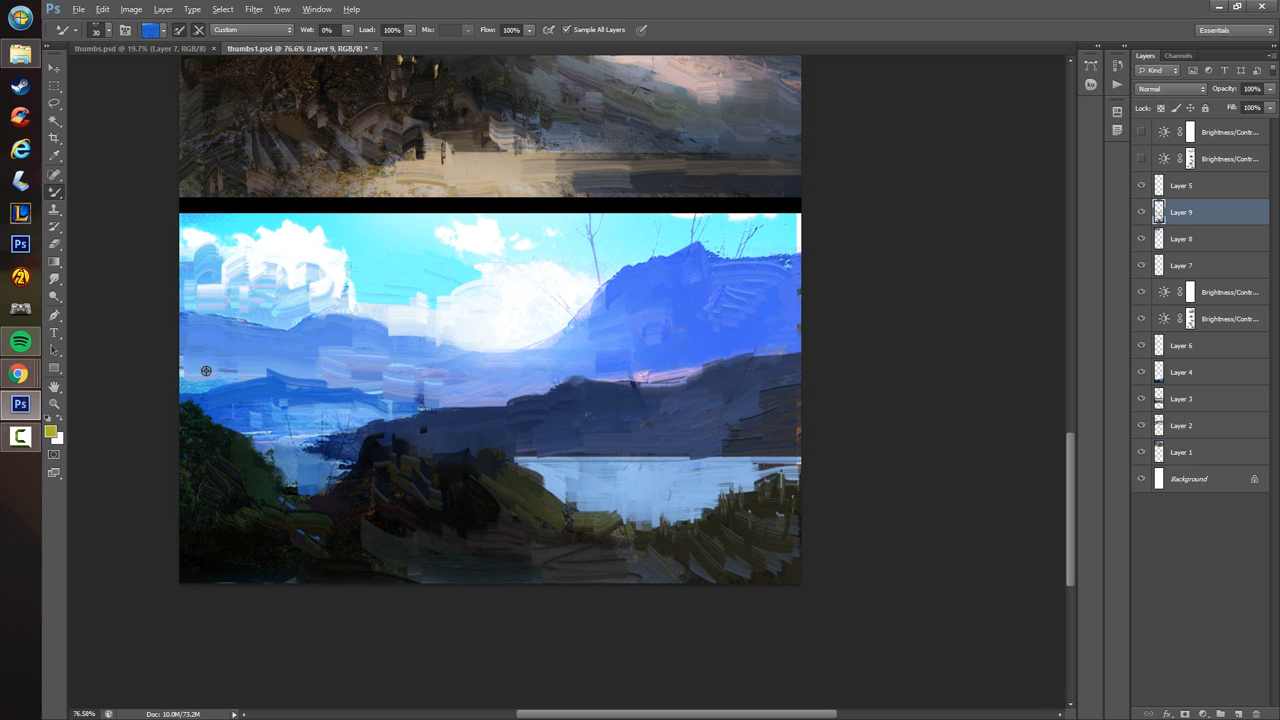 Ps File Edit Image Layer Type Select Filter View Window Help
30 Custom Wet: 0% Load: 100% Mix: Flow: 100% Sample All Layers Essentials
thumbs.psd @ 19.7% (Layer 7, RGB/8) × thumbs1.psd @ 76.6% (Layer 9, RGB/8) * ×
Layers Channels
Kind
Normal Opacity: 100%
Lock: Fill: 100%
Brightness/Contr...
Brightness/Contr...
Layer 5
Layer 9
Layer 8
Layer 7
Brightness/Contr...
Brightness/Contr...
Layer 6
Layer 4
Layer 3
Layer 2
Layer 1
Background
Ps
Ps
76.58% Doc: 10.0M/73.2M